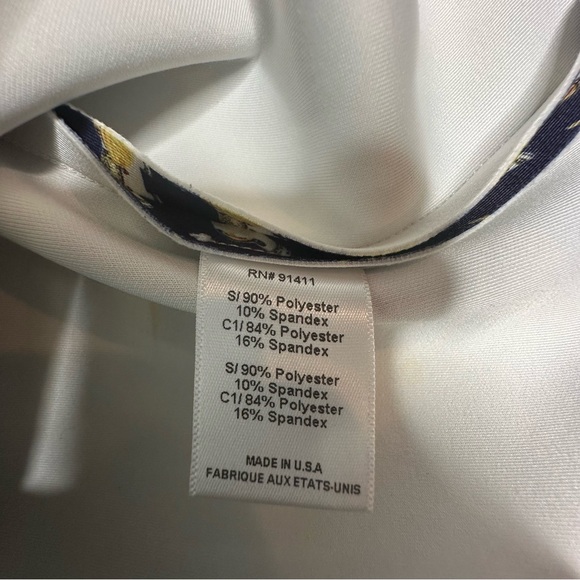 RN# 91411
S/ 90% Polyester
10% Spandex
C1/ 84% Polyester
16% Spandex
S/ 90% Polyester
10% Spandex
C1/ 84% Polyester
16% Spandex
MADE IN U.S.A
FABRIQUE AUX ETATS-UNIS